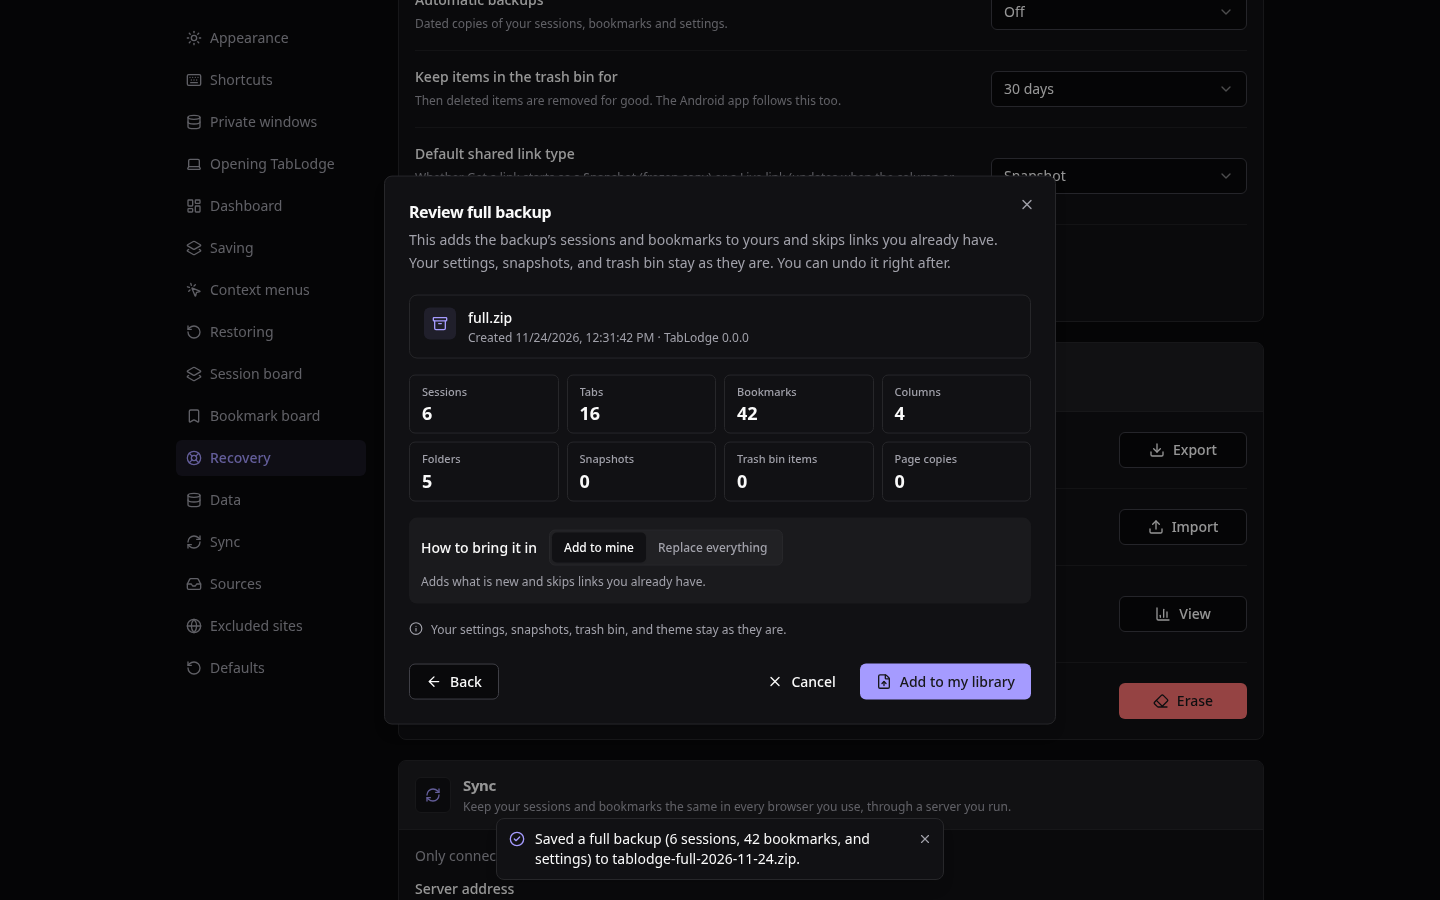 Appearance
Shortcuts
Private windows
Opening TabLodge
Dashboard
Saving
Context menus
Restoring
Session board
Bookmark board
Recovery
Data
Sync
Sources
Excluded sites
Defaults
Automatic backups
Dated copies of your sessions, bookmarks and settings.
Off
Keep items in the trash bin for
Then deleted items are removed for good. The Android app follows this too.
30 days
Default shared link type
Snapshot
Review full backup
This adds the backup’s sessions and bookmarks to yours and skips links you already have.
Your settings, snapshots, and trash bin stay as they are. You can undo it right after.
full.zip
Created 11/24/2026, 12:31:42 PM · TabLodge 0.0.0
Sessions
6
Tabs
16
Bookmarks
42
Columns
4
Folders
5
Snapshots
0
Trash bin items
0
Page copies
0
How to bring it in
Add to mine
Replace everything
Adds what is new and skips links you already have.
Your settings, snapshots, trash bin, and theme stay as they are.
Back
Cancel
Add to my library
Export
Import
View
Erase
Sync
Keep your sessions and bookmarks the same in every browser you use, through a server you run.
Only connec
Server address
Saved a full backup (6 sessions, 42 bookmarks, and
settings) to tablodge-full-2026-11-24.zip.